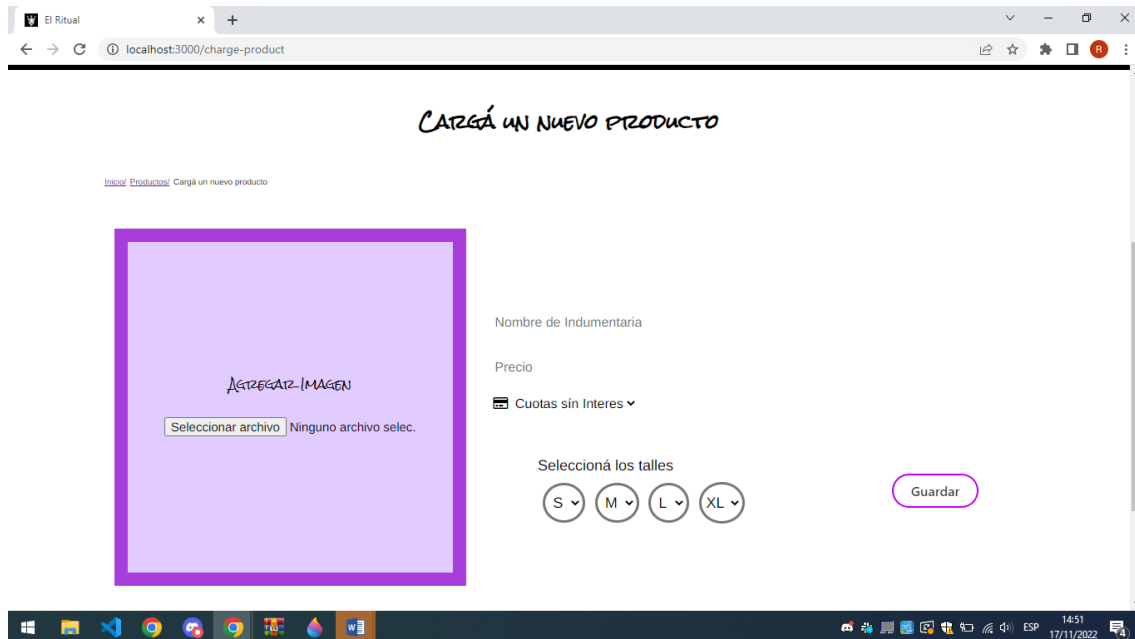 El Ritual
localhost:3000/charge-product
R
Cargá un nuevo producto
Inicio/ Productos/ Cargá un nuevo producto
Agregar Imagen
Seleccionar archivo Ninguno archivo selec.
Nombre de Indumentaria
Precio
Cuotas sín Interes
Seleccioná los talles
S M L XL
Guardar
W
ESP
14:51
17/11/2022
4